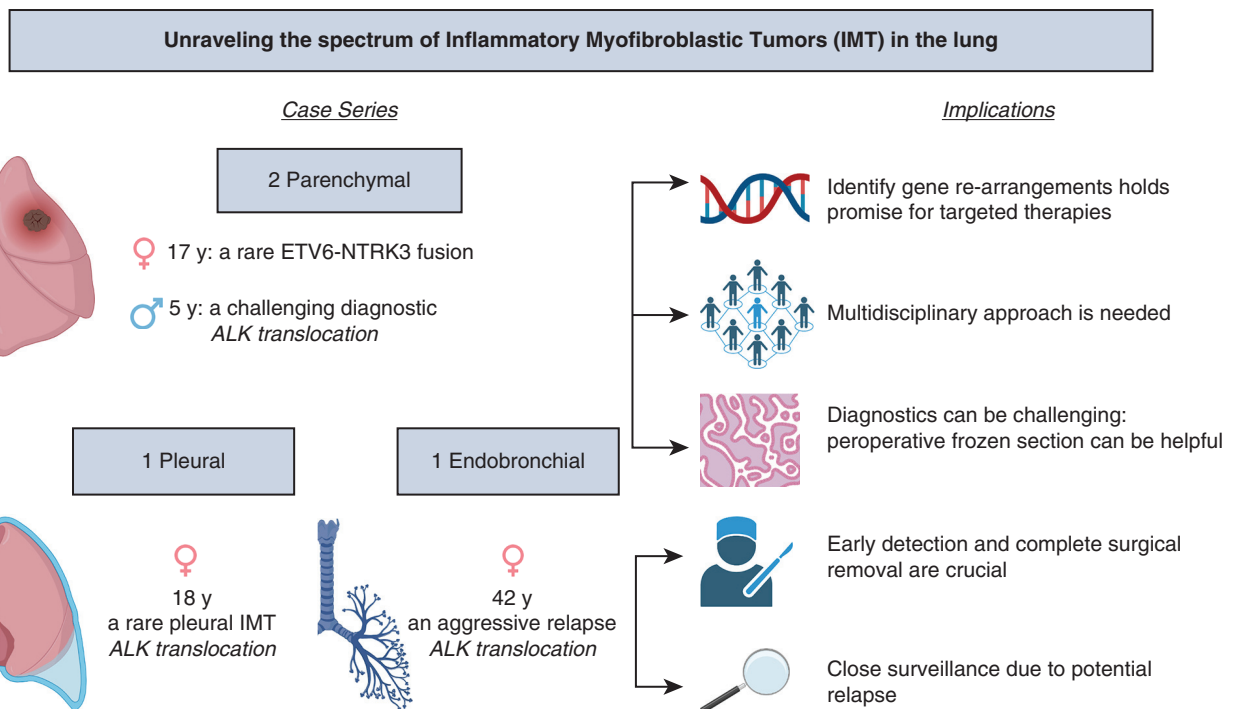 Unraveling the spectrum of Inflammatory Myofibroblastic Tumors (IMT) in the lung
Case Series
2 Parenchymal
17 y: a rare ETV6-NTRK3 fusion
5 y: a challenging diagnostic
ALK translocation
1 Pleural
18 y
a rare pleural IMT
ALK translocation
1 Endobronchial
42 y
an aggressive relapse
ALK translocation
Implications
Identify gene re-arrangements holds
promise for targeted therapies
Multidisciplinary approach is needed
Diagnostics can be challenging:
peroperative frozen section can be helpful
Early detection and complete surgical
removal are crucial
Close surveillance due to potential
relapse